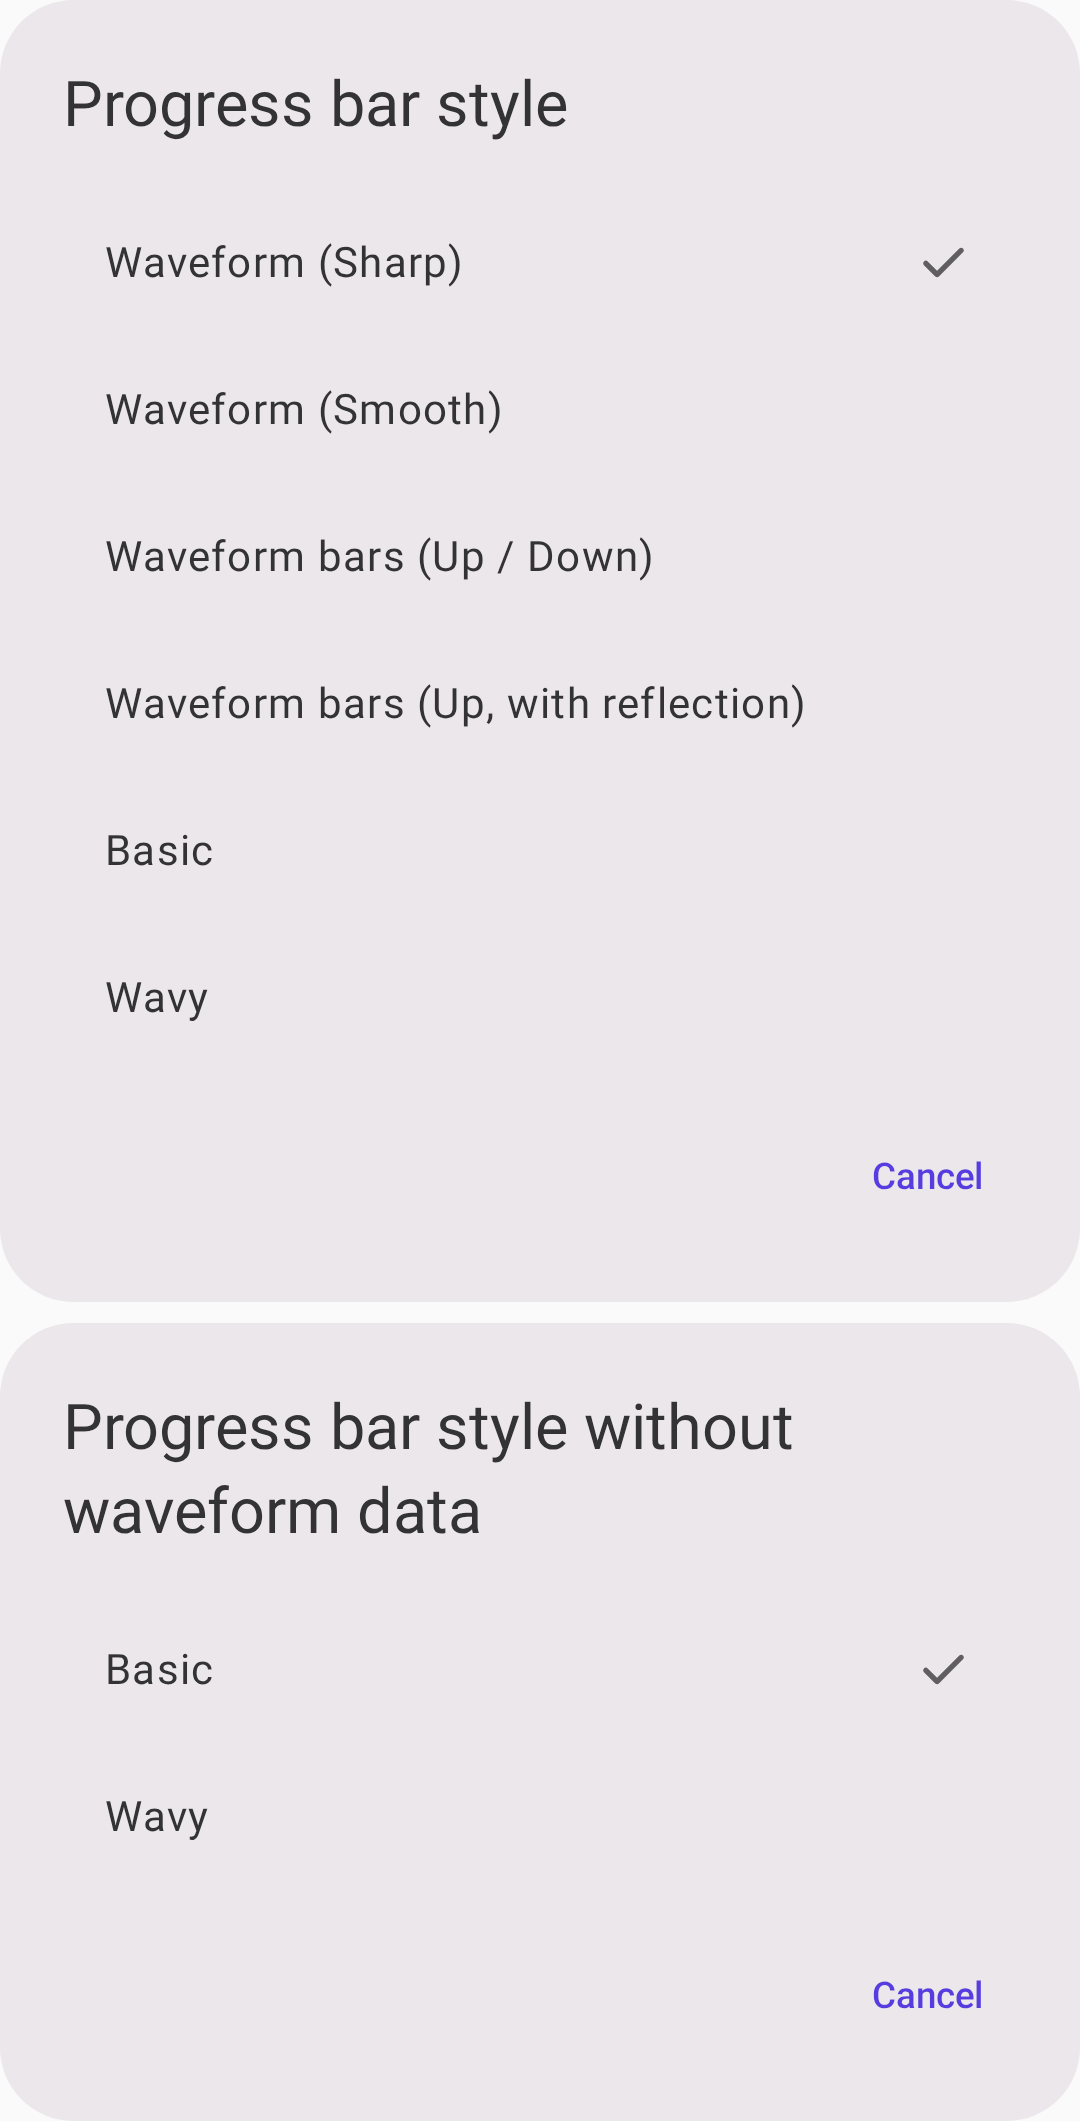 Progress bar style
Waveform (Sharp)
Waveform (Smooth)
Waveform bars (Up / Down)
Waveform bars (Up, with reflection)
Basic
Wavy
Cancel
Progress bar style without
waveform data
Basic
Wavy
Cancel